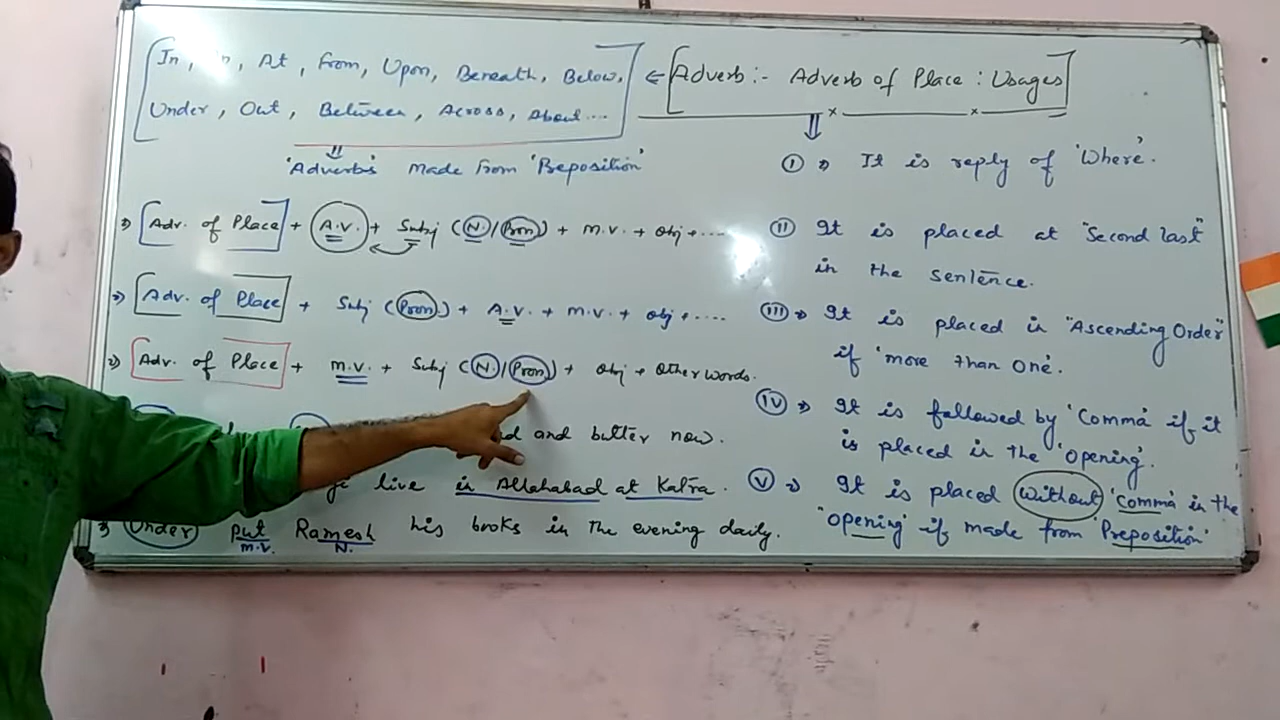 In, At, From, Upon, Beneath, Below,
Under, Out, Between, Across, About...
← Adverb:- Adverb of Place: Usages
'Adverbs' Made From 'Preposition'
[Adv. of Place] + A.V. + Subj (N./Pron) + M.V. + Obj + ....
[Adv. of Place] + Subj (Pron) + A.V. + M.V. + Obj + ....
[Adv. of Place] + M.V. + Subj (N./Pron) + Obj + Other Words.
and butter now.
live in Allahabad at Katra.
Under put Ramesh his books in the evening daily.
M.V. N.
I It is reply of 'Where'.
II It is placed at "Second last"
in the sentence.
III It is placed in "Ascending Order"
if 'more than one'.
IV It is followed by 'Comma' if it
is placed in the 'opening'.
V It is placed without 'Comma' in the
'opening' if made from 'Preposition'